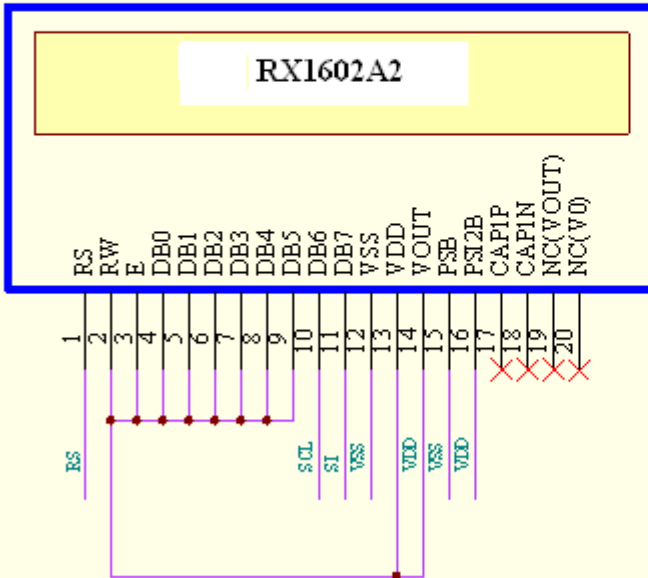 RX1602A2
RS
RW
E
DB0
DB1
DB2
DB3
DB4
DB5
DB6
DB7
VSS
VDD
VOUT
PSB
PSI2B
CAP1P
CAP1N
NC(VOUT)
NC(V0)
1
2
3
4
5
6
7
8
9
10
11
12
13
14
15
16
17
18
19
20
RS
SCL
SI
VSS
VDD
VSS
VDD